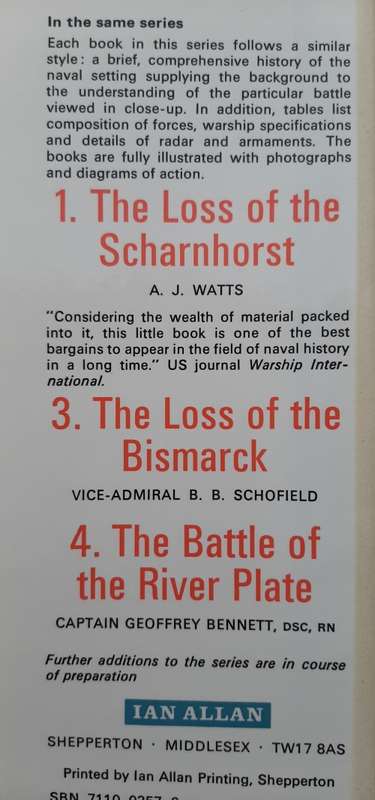 In the same series
Each book in this series follows a similar
style: a brief, comprehensive history of the
naval setting supplying the background to
the understanding of the particular battle
viewed in close-up. In addition, tables list
composition of forces, warship specifications
and details of radar and armaments. The
books are fully illustrated with photographs
and diagrams of action.
1. The Loss of the
Scharnhorst
A. J. WATTS
"Considering the wealth of material packed
into it, this little book is one of the best
bargains to appear in the field of naval history
in a long time." US journal Warship Inter-
national.
3. The Loss of the
Bismarck
VICE-ADMIRAL B. B. SCHOFIELD
4. The Battle of
the River Plate
CAPTAIN GEOFFREY BENNETT, DSC, RN
Further additions to the series are in course
of preparation
IAN ALLAN
SHEPPERTON · MIDDLESEX · TW17 8AS
Printed by Ian Allan Printing, Shepperton
SBN 7110 0257